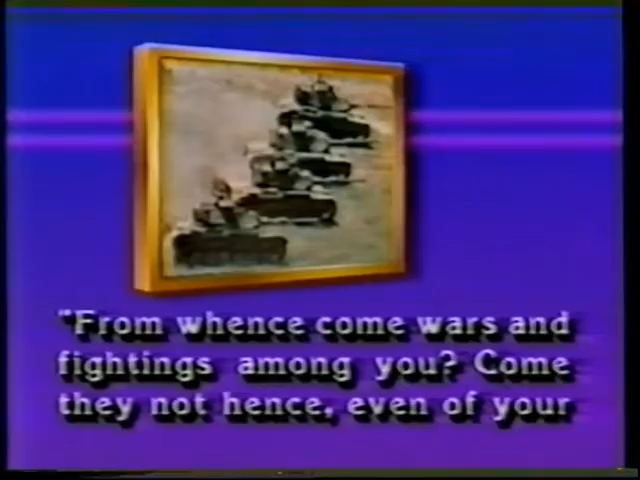 "From whence come wars and
fightings among you? Come
they not hence, even of your